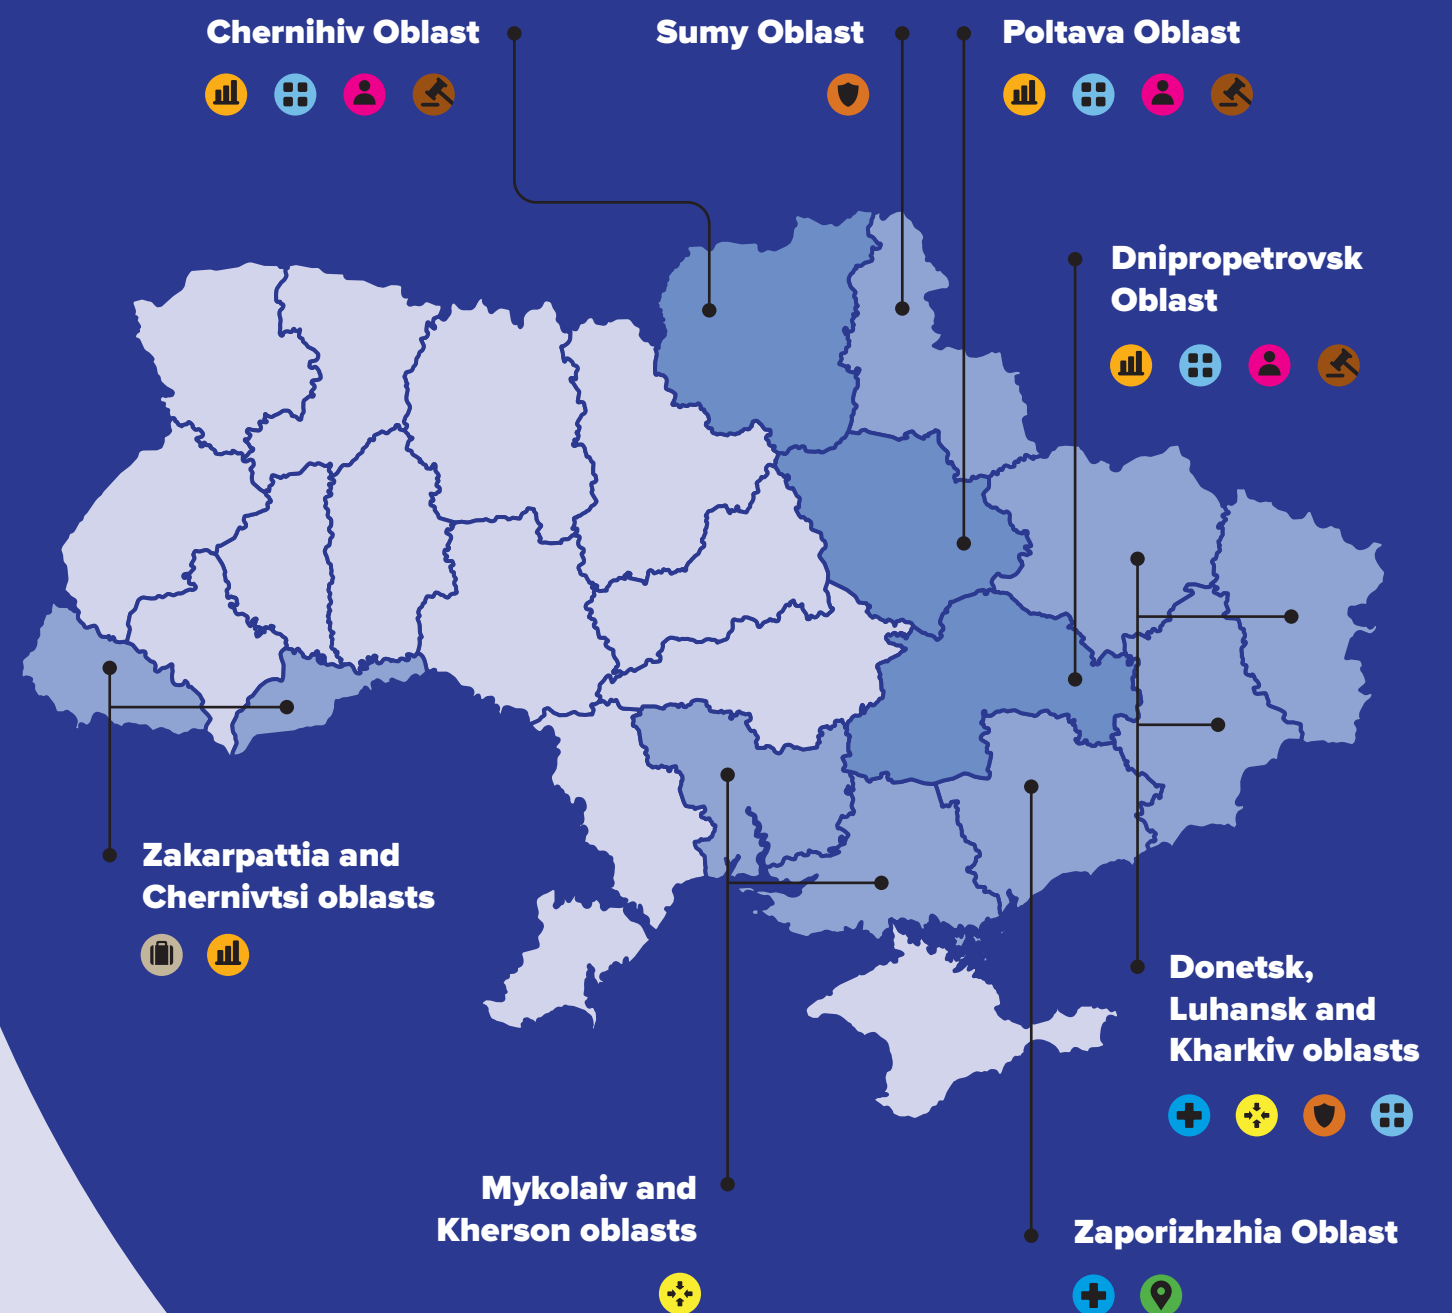 Chernihiv Oblast
Sumy Oblast
Poltava Oblast
Dnipropetrovsk
Oblast
Zakarpattia and
Chernivtsi oblasts
Donetsk,
Luhansk and
Kharkiv oblasts
Mykolaiv and
Kherson oblasts
Zaporizhzhia Oblast